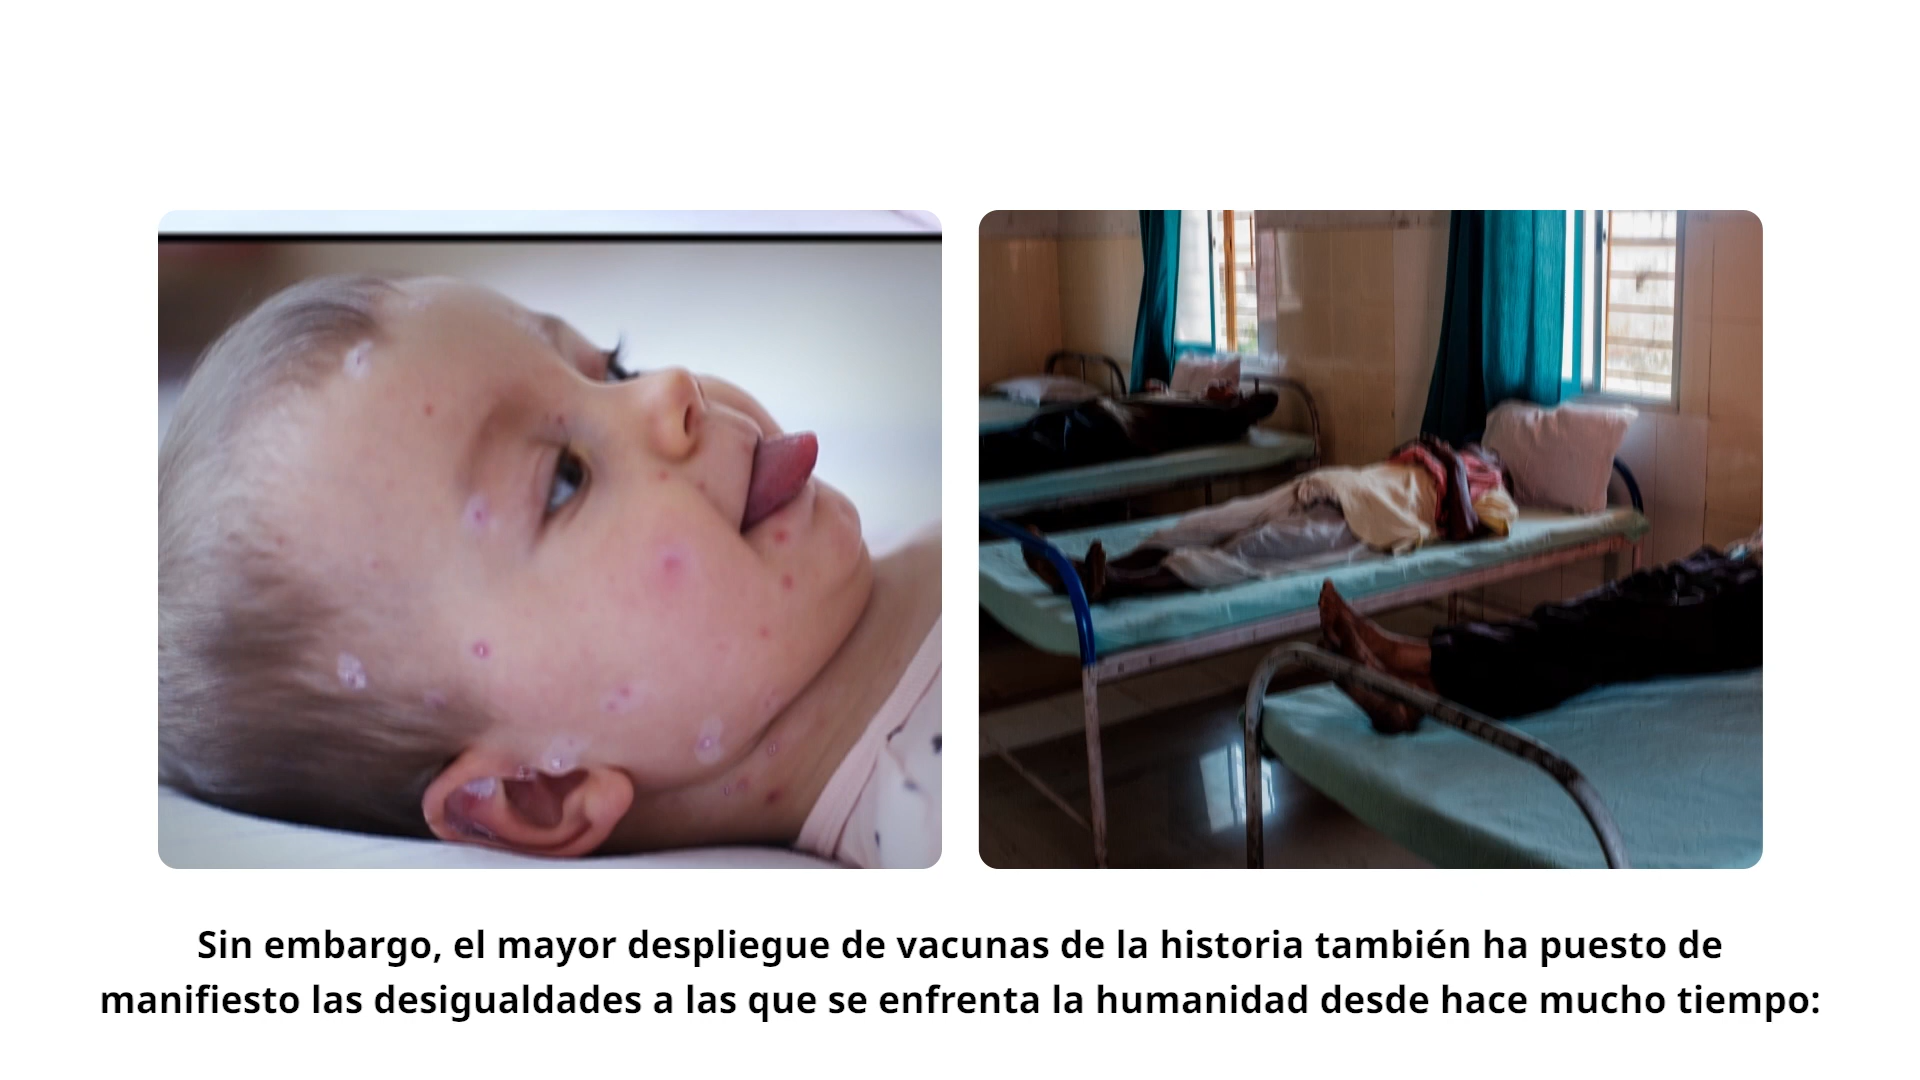 Sin embargo, el mayor despliegue de vacunas de la historia también ha puesto de
manifiesto las desigualdades a las que se enfrenta la humanidad desde hace mucho tiempo: